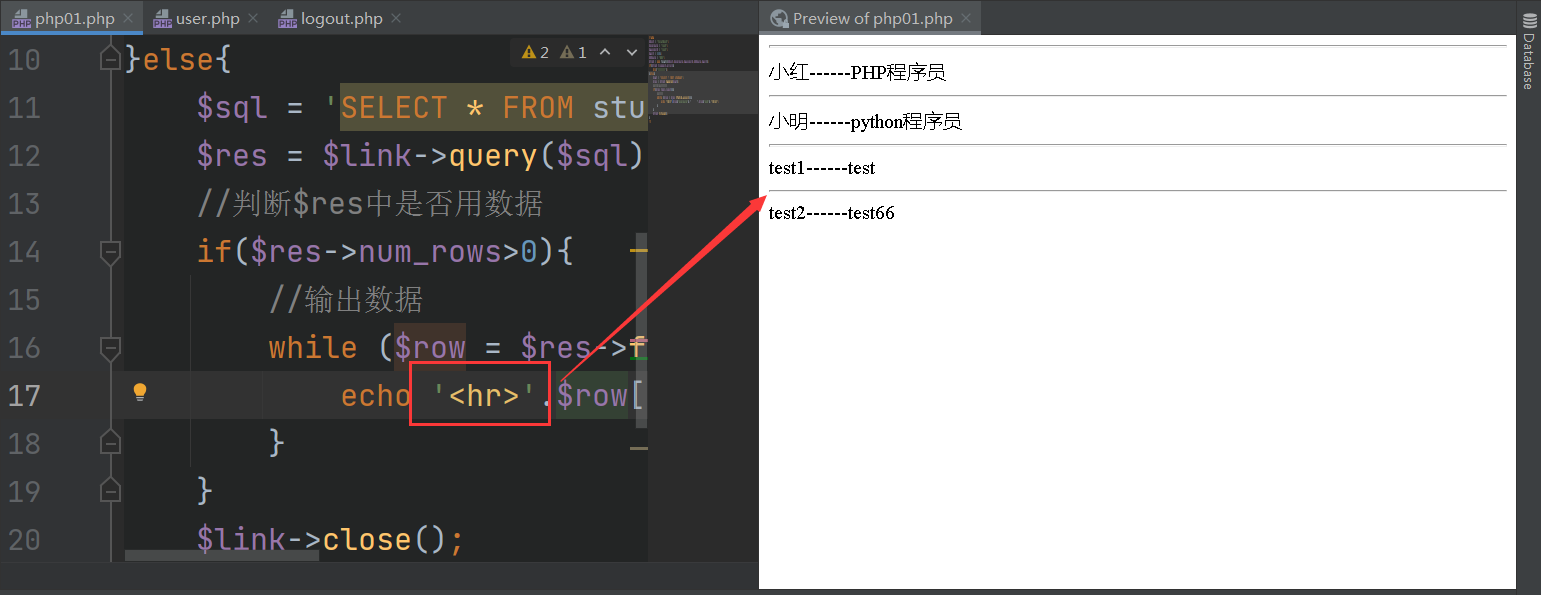 php01.php
user.php
logout.php
Preview of php01.php
Database
2
1
10 }else{
11 $sql = 'SELECT * FROM stu
12 $res = $link->query($sql)
13 //判断$res中是否用数据
14 if($res->num_rows>0){
15 //输出数据
16 while ($row = $res->f
17 echo '<hr>'.$row[
18 }
19 }
20 $link->close();
小红------PHP程序员
小明------python程序员
test1------test
test2------test66